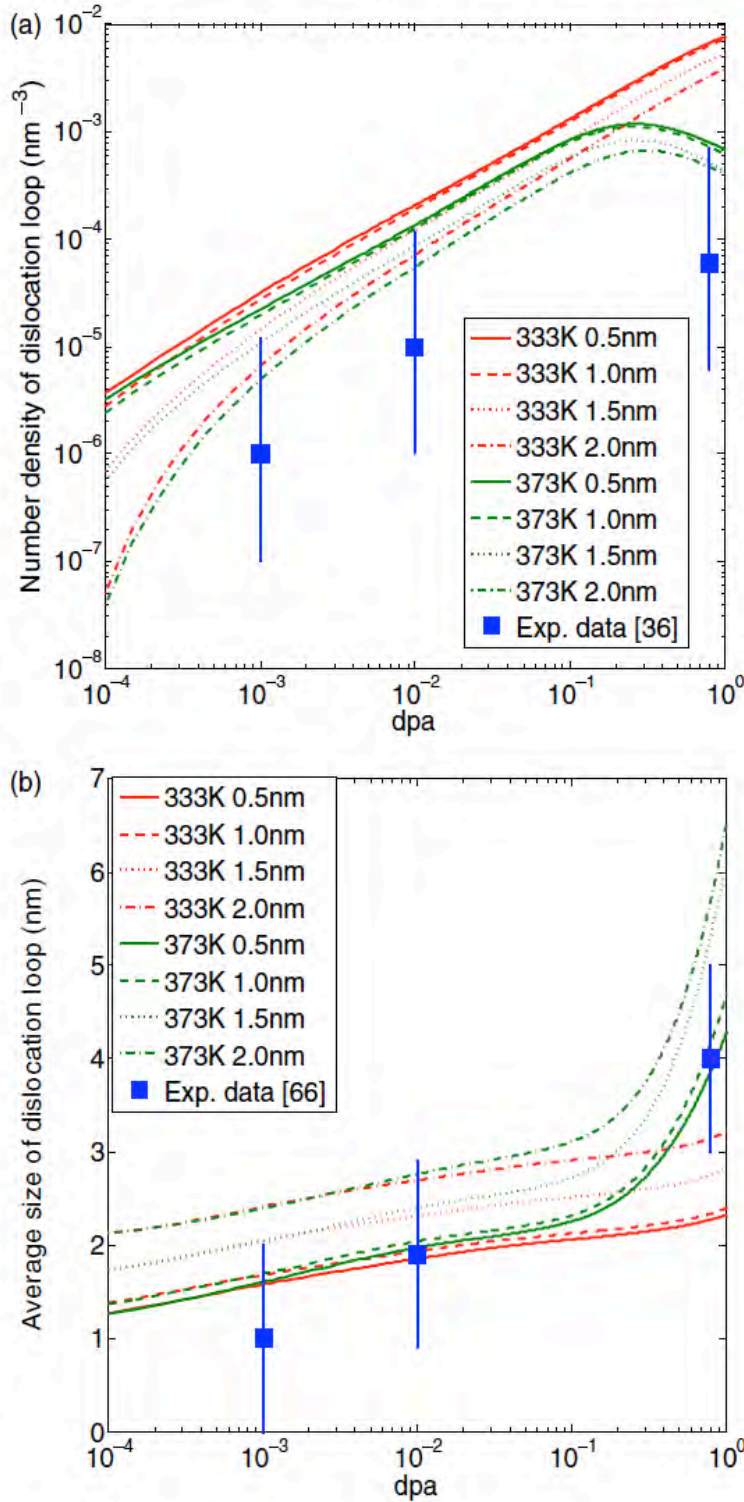 (a)
Number density of dislocation loop (nm⁻³)
10⁻²
10⁻³
10⁻⁴
10⁻⁵
10⁻⁶
10⁻⁷
10⁻⁸
333K 0.5nm
333K 1.0nm
333K 1.5nm
333K 2.0nm
373K 0.5nm
373K 1.0nm
373K 1.5nm
373K 2.0nm
Exp. data [36]
10⁻⁴ 10⁻³ 10⁻² 10⁻¹ 10⁰
dpa
(b)
Average size of dislocation loop (nm)
7
6
5
4
3
2
1
0
333K 0.5nm
333K 1.0nm
333K 1.5nm
333K 2.0nm
373K 0.5nm
373K 1.0nm
373K 1.5nm
373K 2.0nm
Exp. data [66]
10⁻⁴ 10⁻³ 10⁻² 10⁻¹ 10⁰
dpa